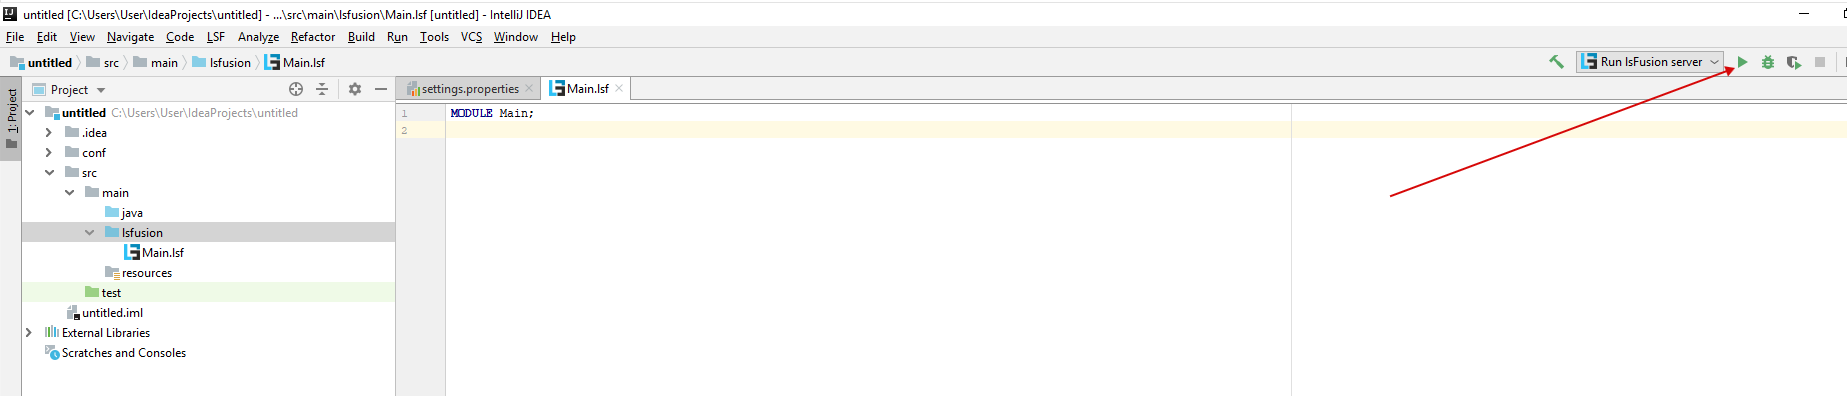 untitled [C:\Users\User\IdeaProjects\untitled] - ...\src\main\lsfusion\Main.lsf [untitled] - IntelliJ IDEA
File Edit View Navigate Code LSF Analyze Refactor Build Run Tools VCS Window Help
untitled src main lsfusion Main.lsf Run lsFusion server
1: Project
Project
settings.properties Main.lsf
untitled C:\Users\User\IdeaProjects\untitled
.idea
conf
src
main
java
lsfusion
Main.lsf
resources
test
untitled.iml
External Libraries
Scratches and Consoles
1 MODULE Main;
2